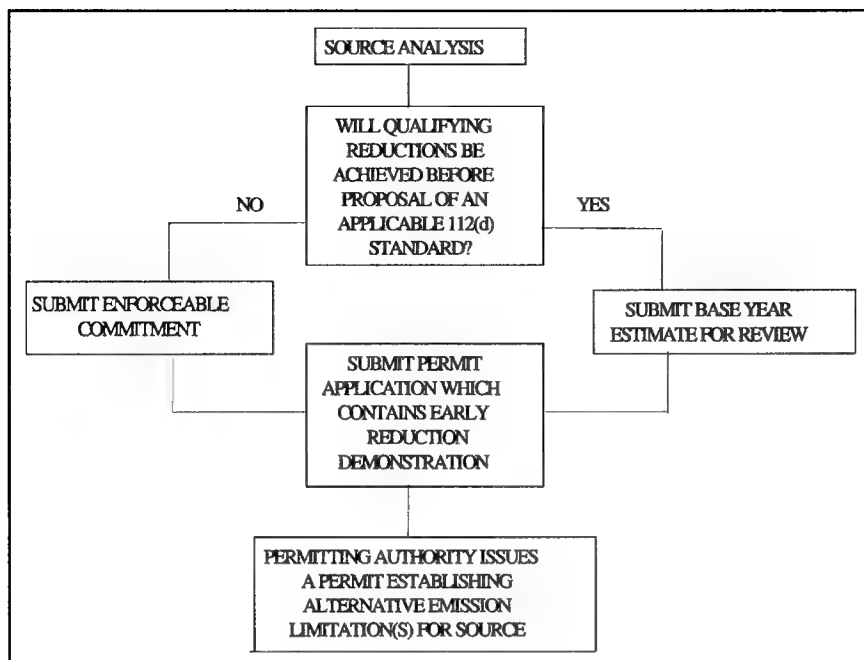 SOURCE ANALYSIS
WILL QUALIFYING
REDUCTIONS BE
ACHIEVED BEFORE
PROPOSAL OF AN
APPLICABLE 112(d)
STANDARD?
NO
YES
SUBMIT ENFORCEABLE
COMMITMENT
SUBMIT BASE YEAR
ESTIMATE FOR REVIEW
SUBMIT PERMIT
APPLICATION WHICH
CONTAINS EARLY
REDUCTION
DEMONSTRATION
PERMITTING AUTHORITY ISSUES
A PERMIT ESTABLISHING
ALTERNATIVE EMISSION
LIMITATION(S) FOR SOURCE